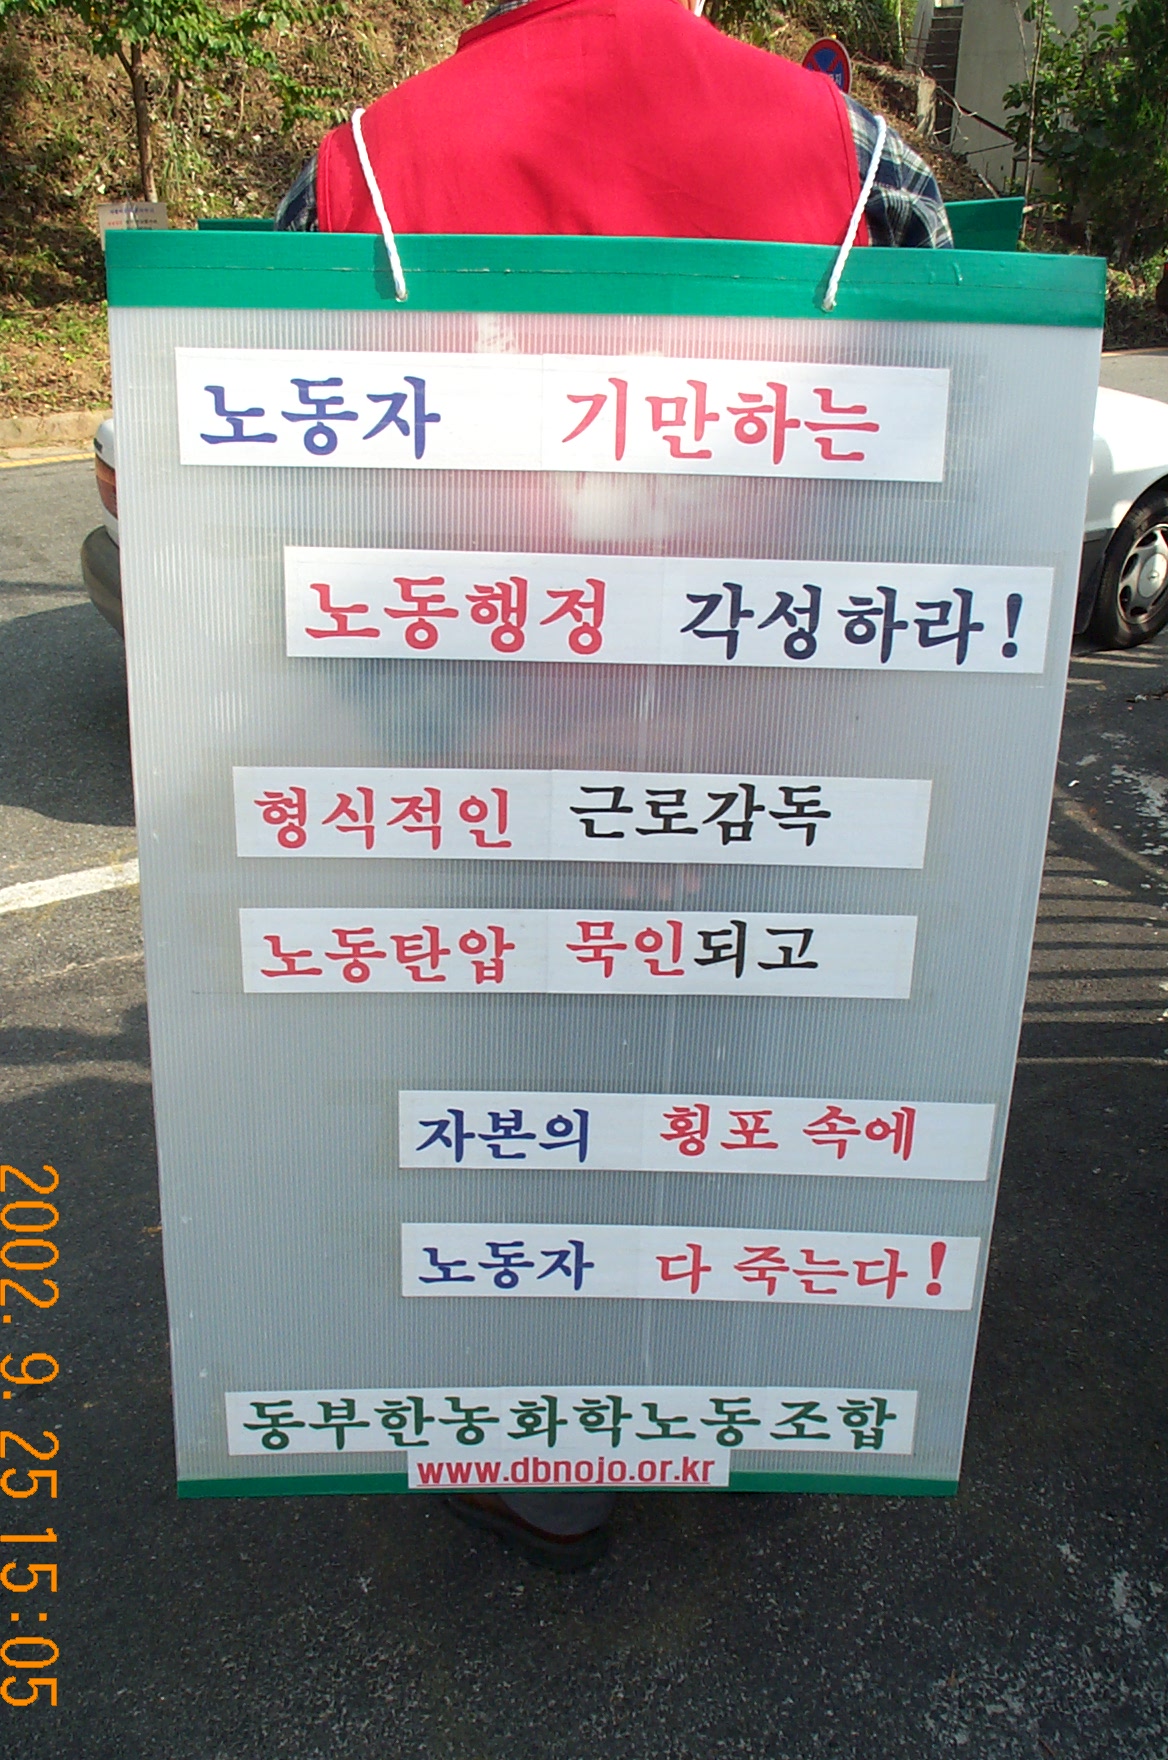 노동자 기만하는
노동행정 각성하라!
형식적인 근로감독
노동탄압 묵인되고
자본의 횡포 속에
노동자 다 죽는다!
동부한농화학노동조합
www.dbnojo.or.kr
2002. 9. 25 15:05